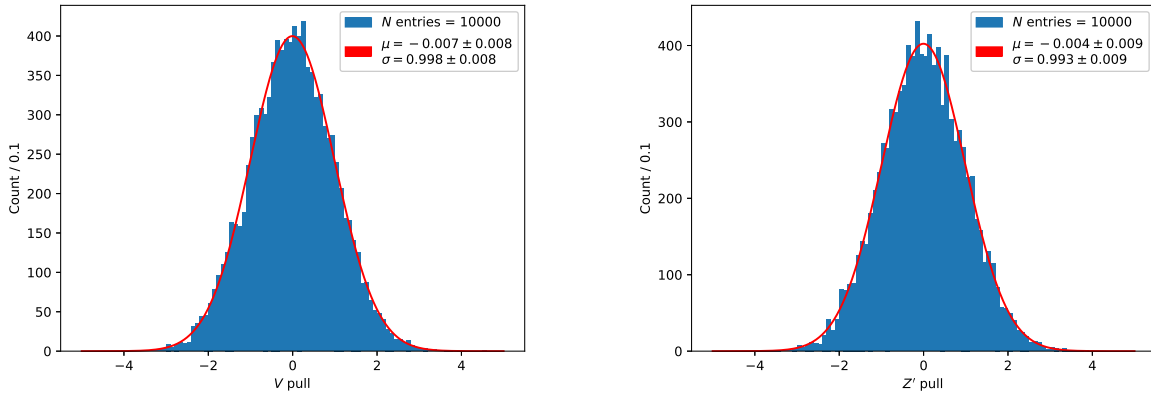 N entries = 10000
μ = −0.007 ± 0.008
σ = 0.998 ± 0.008
Count / 0.1
400
350
300
250
200
150
100
50
0
−4 −2 0 2 4
V pull
N entries = 10000
μ = −0.004 ± 0.009
σ = 0.993 ± 0.009
Count / 0.1
400
300
200
100
0
−4 −2 0 2 4
Z′ pull